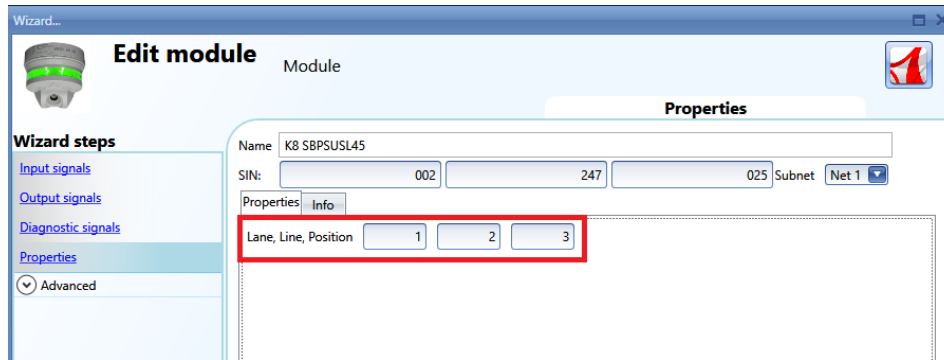 Wizard...
Edit module
Module
Properties
Wizard steps
Input signals
Output signals
Diagnostic signals
Properties
Advanced
Name K8 SBPSUSL45
SIN: 002 247 025 Subnet Net 1
Properties Info
Lane, Line, Position 1 2 3